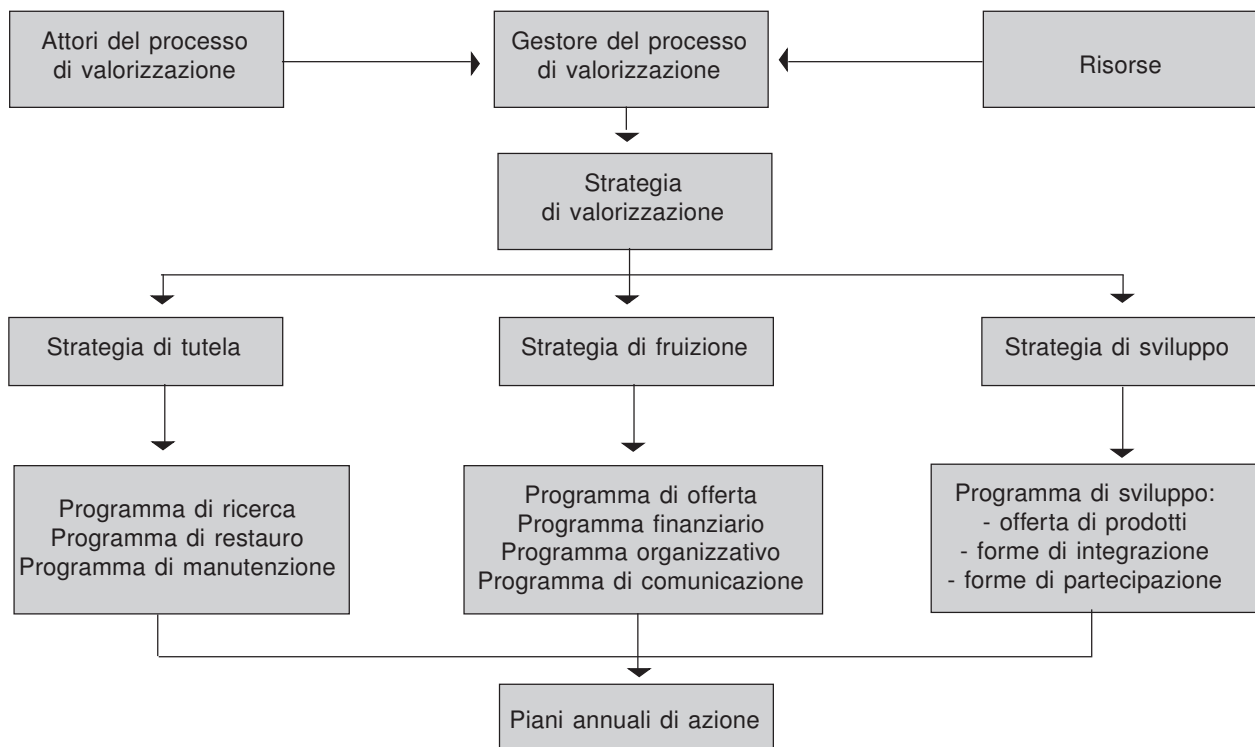 Attori del processo
di valorizzazione
Gestore del processo
di valorizzazione
Risorse
Strategia
di valorizzazione
Strategia di tutela
Strategia di fruizione
Strategia di sviluppo
Programma di ricerca
Programma di restauro
Programma di manutenzione
Programma di offerta
Programma finanziario
Programma organizzativo
Programma di comunicazione
Programma di sviluppo:
- offerta di prodotti
- forme di integrazione
- forme di partecipazione
Piani annuali di azione